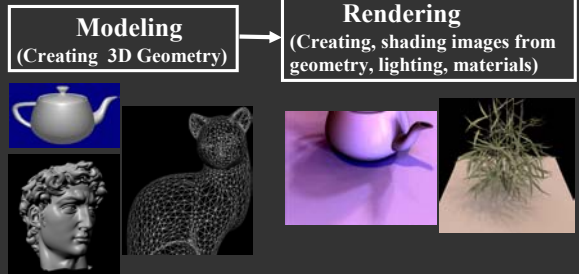 Modeling
(Creating 3D Geometry)
Rendering
(Creating, shading images from
geometry, lighting, materials)